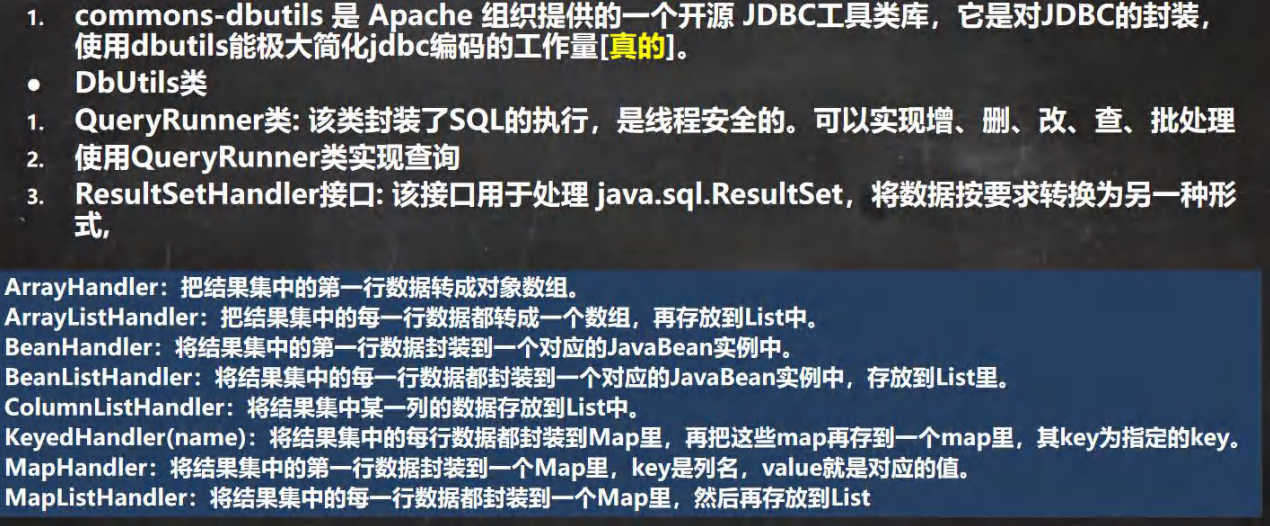 1. commons-dbutils 是 Apache 组织提供的一个开源 JDBC工具类库，它是对JDBC的封装，
使用dbutils能极大简化jdbc编码的工作量[真的]。
● DbUtils类
1. QueryRunner类: 该类封装了SQL的执行，是线程安全的。可以实现增、删、改、查、批处理
2. 使用QueryRunner类实现查询
3. ResultSetHandler接口: 该接口用于处理 java.sql.ResultSet，将数据按要求转换为另一种形
式,
ArrayHandler：把结果集中的第一行数据转成对象数组。
ArrayListHandler：把结果集中的每一行数据都转成一个数组，再存放到List中。
BeanHandler：将结果集中的第一行数据封装到一个对应的JavaBean实例中。
BeanListHandler：将结果集中的每一行数据都封装到一个对应的JavaBean实例中，存放到List里。
ColumnListHandler：将结果集中某一列的数据存放到List中。
KeyedHandler(name)：将结果集中的每行数据都封装到Map里，再把这些map再存到一个map里，其key为指定的key。
MapHandler：将结果集中的第一行数据封装到一个Map里，key是列名，value就是对应的值。
MapListHandler：将结果集中的每一行数据都封装到一个Map里，然后再存放到List